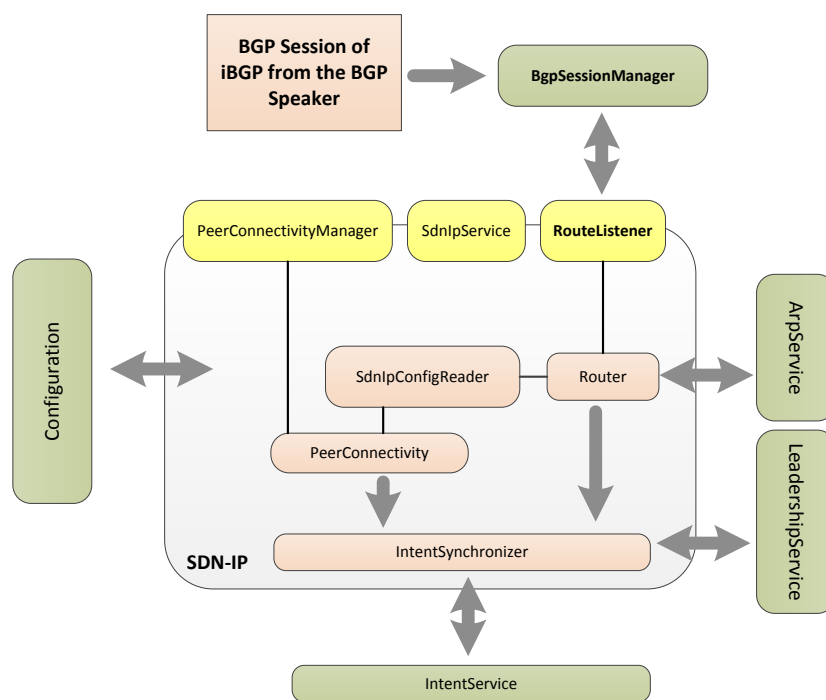 BGP Session of
iBGP from the BGP
Speaker
BgpSessionManager
PeerConnectivityManager
SdnIpService
RouteListener
Configuration
ArpService
SdnIpConfigReader
Router
PeerConnectivity
LeadershipService
IntentSynchronizer
SDN-IP
IntentService